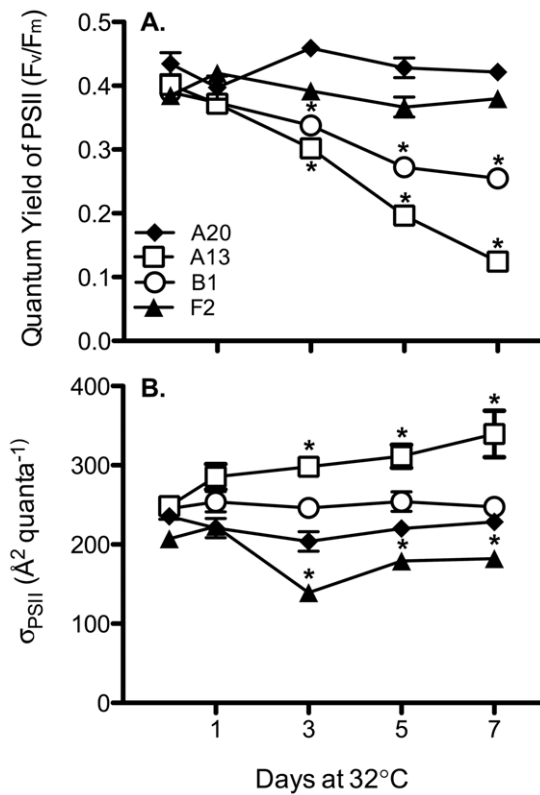 A.
Quantum Yield of PSII (Fv/Fm)
0.5
0.4
0.3
0.2
0.1
0.0
* * *
* * *
A20
A13
B1
F2
B.
σPSII (Å² quanta⁻¹)
400
300
200
100
0
* * *
* * *
1 3 5 7
Days at 32°C